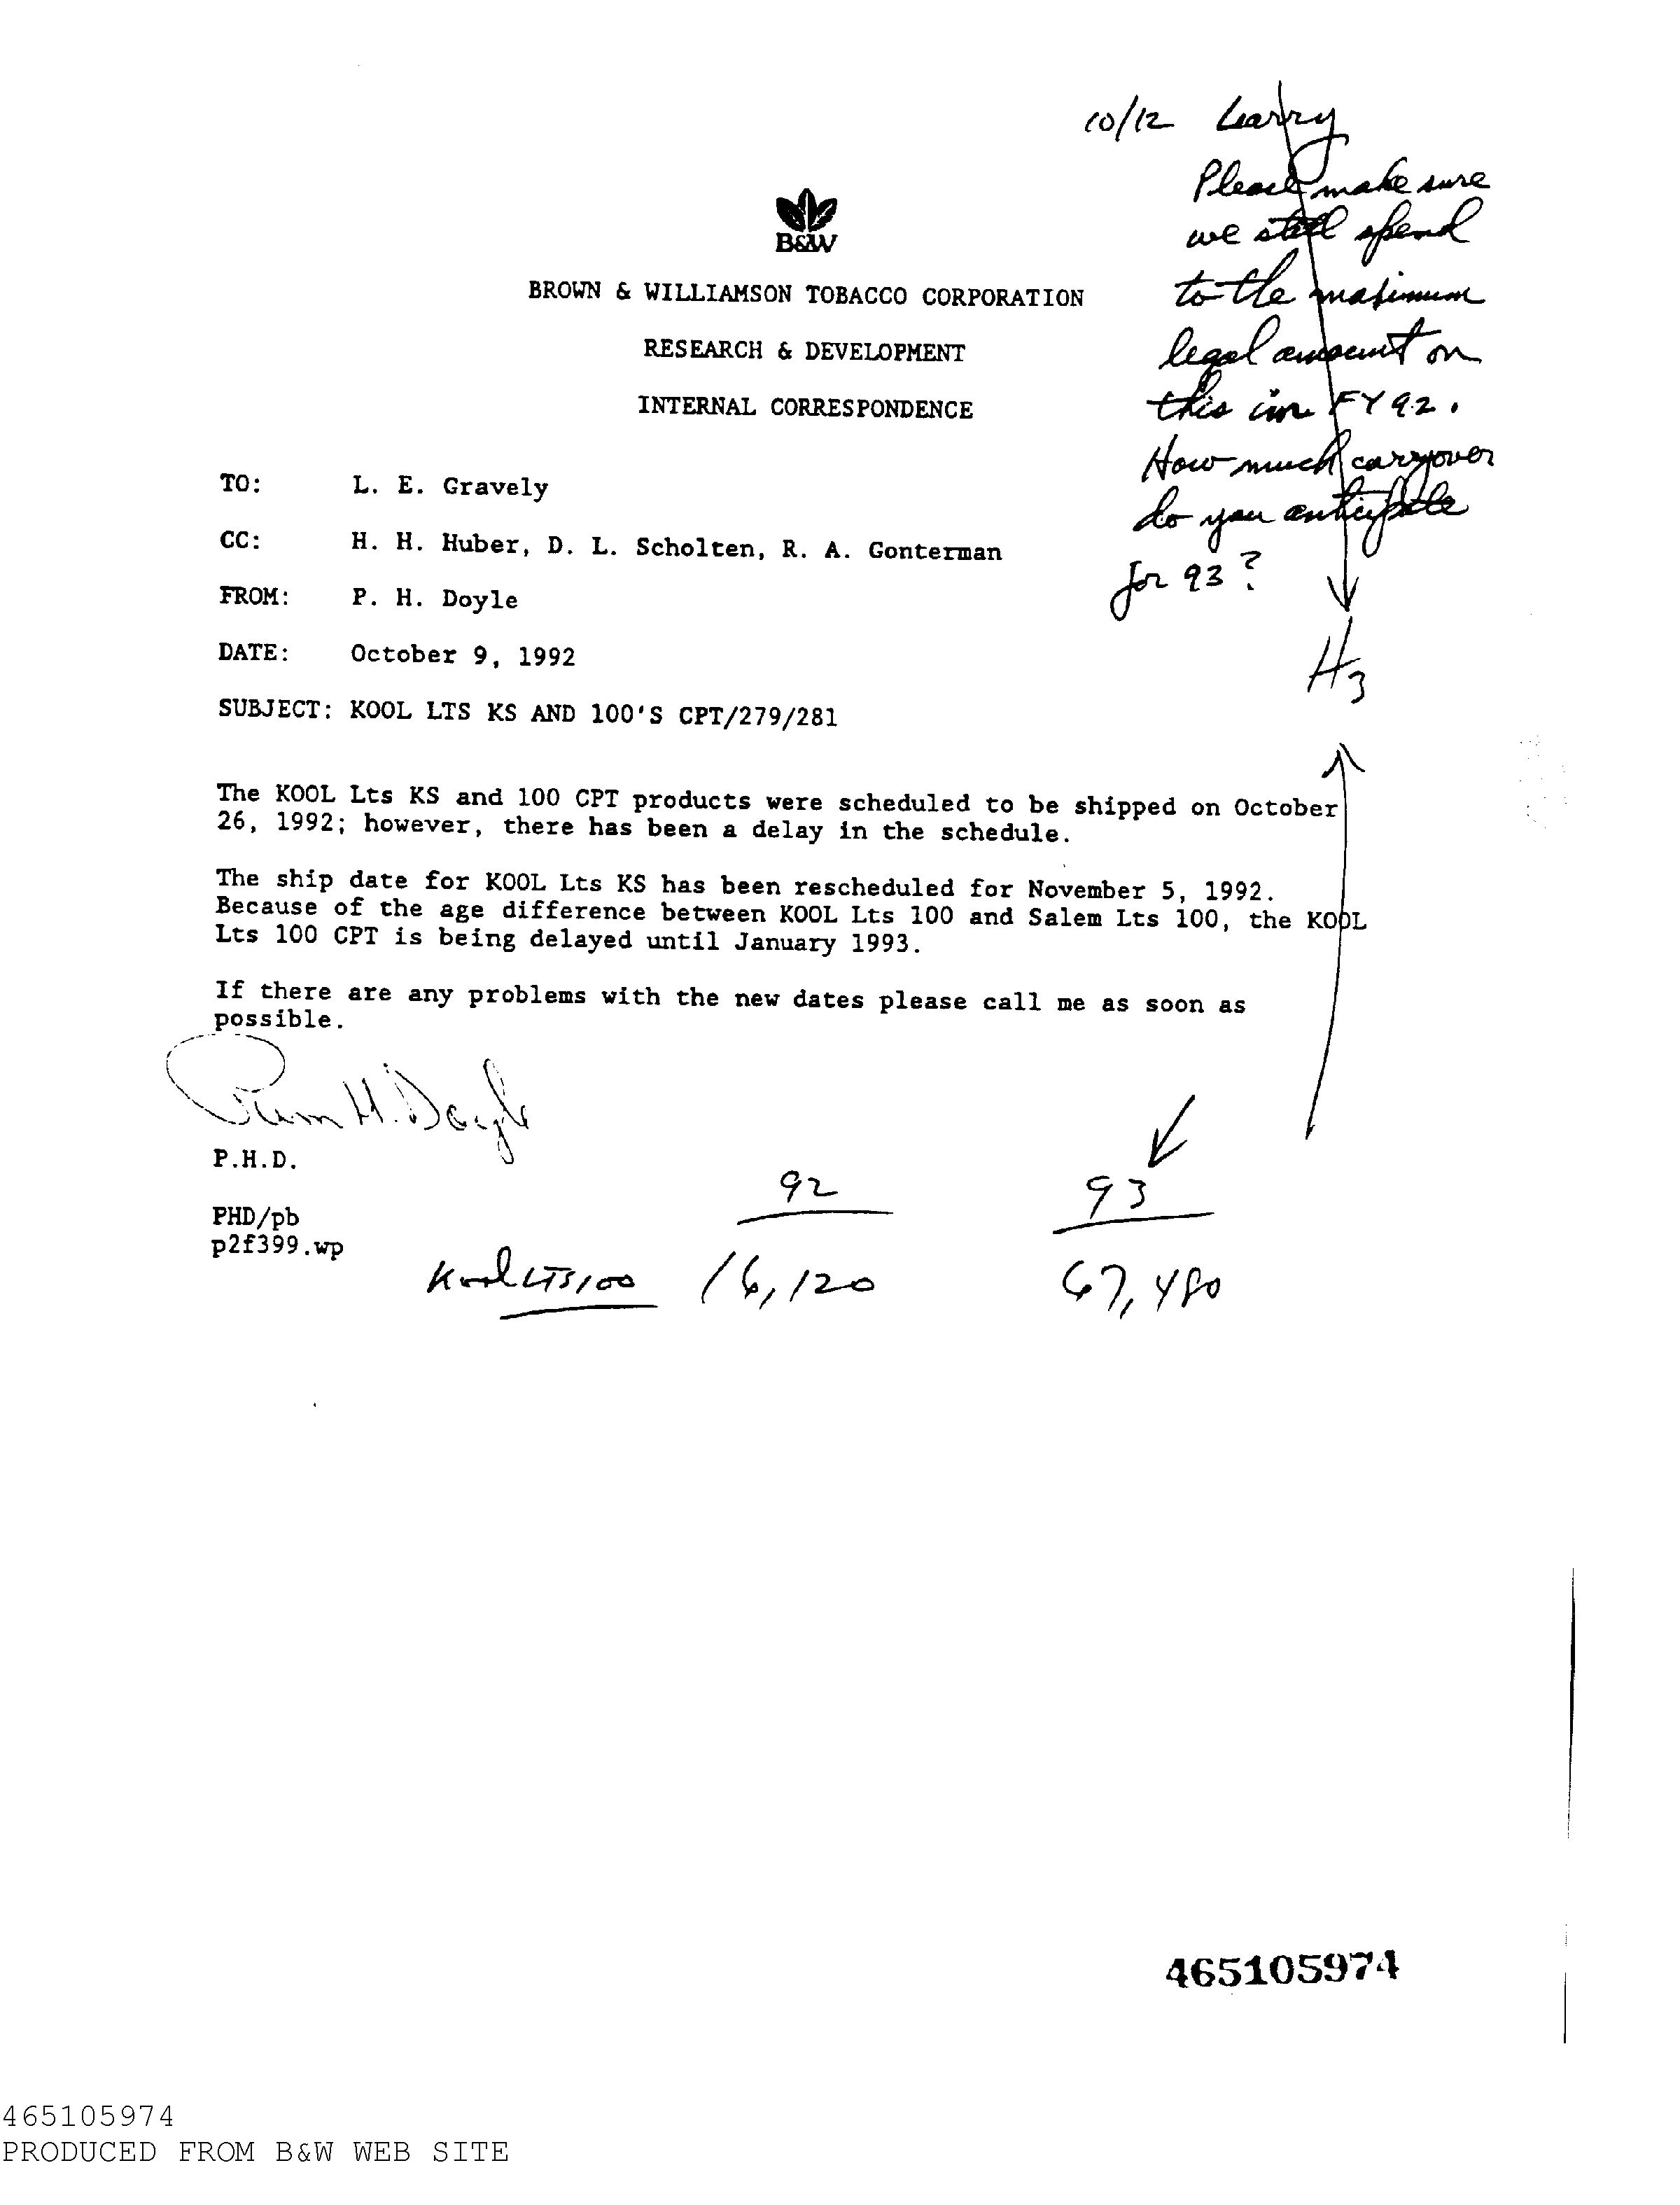 10/12 Larry
Please make sure
we still spend
to the maximum
legal amount on
this in FY 92.
How much carryover
do you anticipate
for 93?
H3
B&W
BROWN & WILLIAMSON TOBACCO CORPORATION
RESEARCH & DEVELOPMENT
INTERNAL CORRESPONDENCE
TO: L. E. Gravely
CC: H. H. Huber, D. L. Scholten, R. A. Gonterman
FROM: P. H. Doyle
DATE: October 9, 1992
SUBJECT: KOOL LTS KS AND 100'S CPT/279/281
The KOOL Lts KS and 100 CPT products were scheduled to be shipped on October
26, 1992; however, there has been a delay in the schedule.
The ship date for KOOL Lts KS has been rescheduled for November 5, 1992.
Because of the age difference between KOOL Lts 100 and Salem Lts 100, the KOOL
Lts 100 CPT is being delayed until January 1993.
If there are any problems with the new dates please call me as soon as
possible.
H. Doyle
P.H.D.
PHD/pb
p2f399.wp
92 93
Kool LTS 100 16,120 67,480
465105974
465105974
PRODUCED FROM B&W WEB SITE